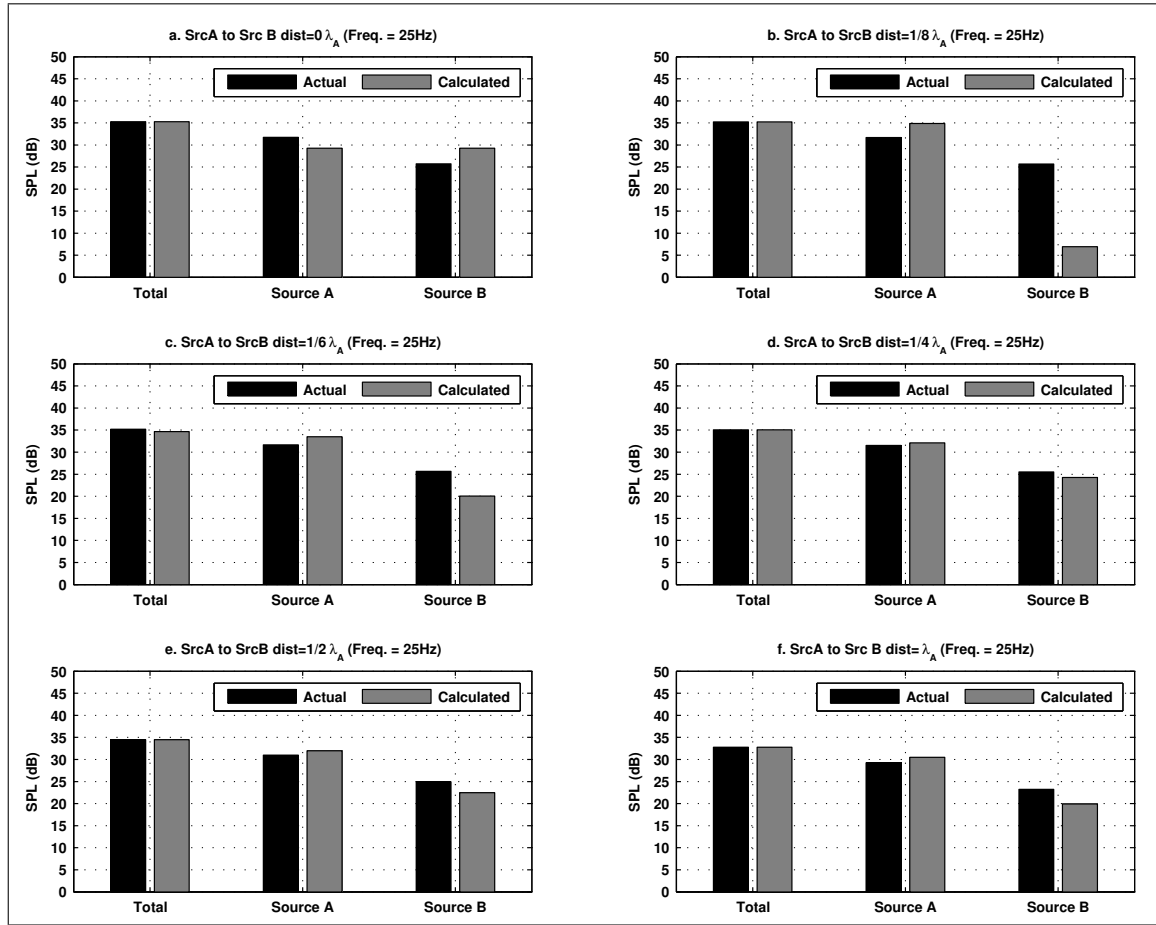 a. SrcA to Src B dist=0 λA (Freq. = 25Hz)
50
45
40
35
30
25
20
15
10
5
0
SPL (dB)
Actual Calculated
Total Source A Source B
b. SrcA to SrcB dist=1/8 λA (Freq. = 25Hz)
50
45
40
35
30
25
20
15
10
5
0
SPL (dB)
Actual Calculated
Total Source A Source B
c. SrcA to SrcB dist=1/6 λA (Freq. = 25Hz)
50
45
40
35
30
25
20
15
10
5
0
SPL (dB)
Actual Calculated
Total Source A Source B
d. SrcA to SrcB dist=1/4 λA (Freq. = 25Hz)
50
45
40
35
30
25
20
15
10
5
0
SPL (dB)
Actual Calculated
Total Source A Source B
e. SrcA to SrcB dist=1/2 λA (Freq. = 25Hz)
50
45
40
35
30
25
20
15
10
5
0
SPL (dB)
Actual Calculated
Total Source A Source B
f. SrcA to Src B dist= λA (Freq. = 25Hz)
50
45
40
35
30
25
20
15
10
5
0
SPL (dB)
Actual Calculated
Total Source A Source B